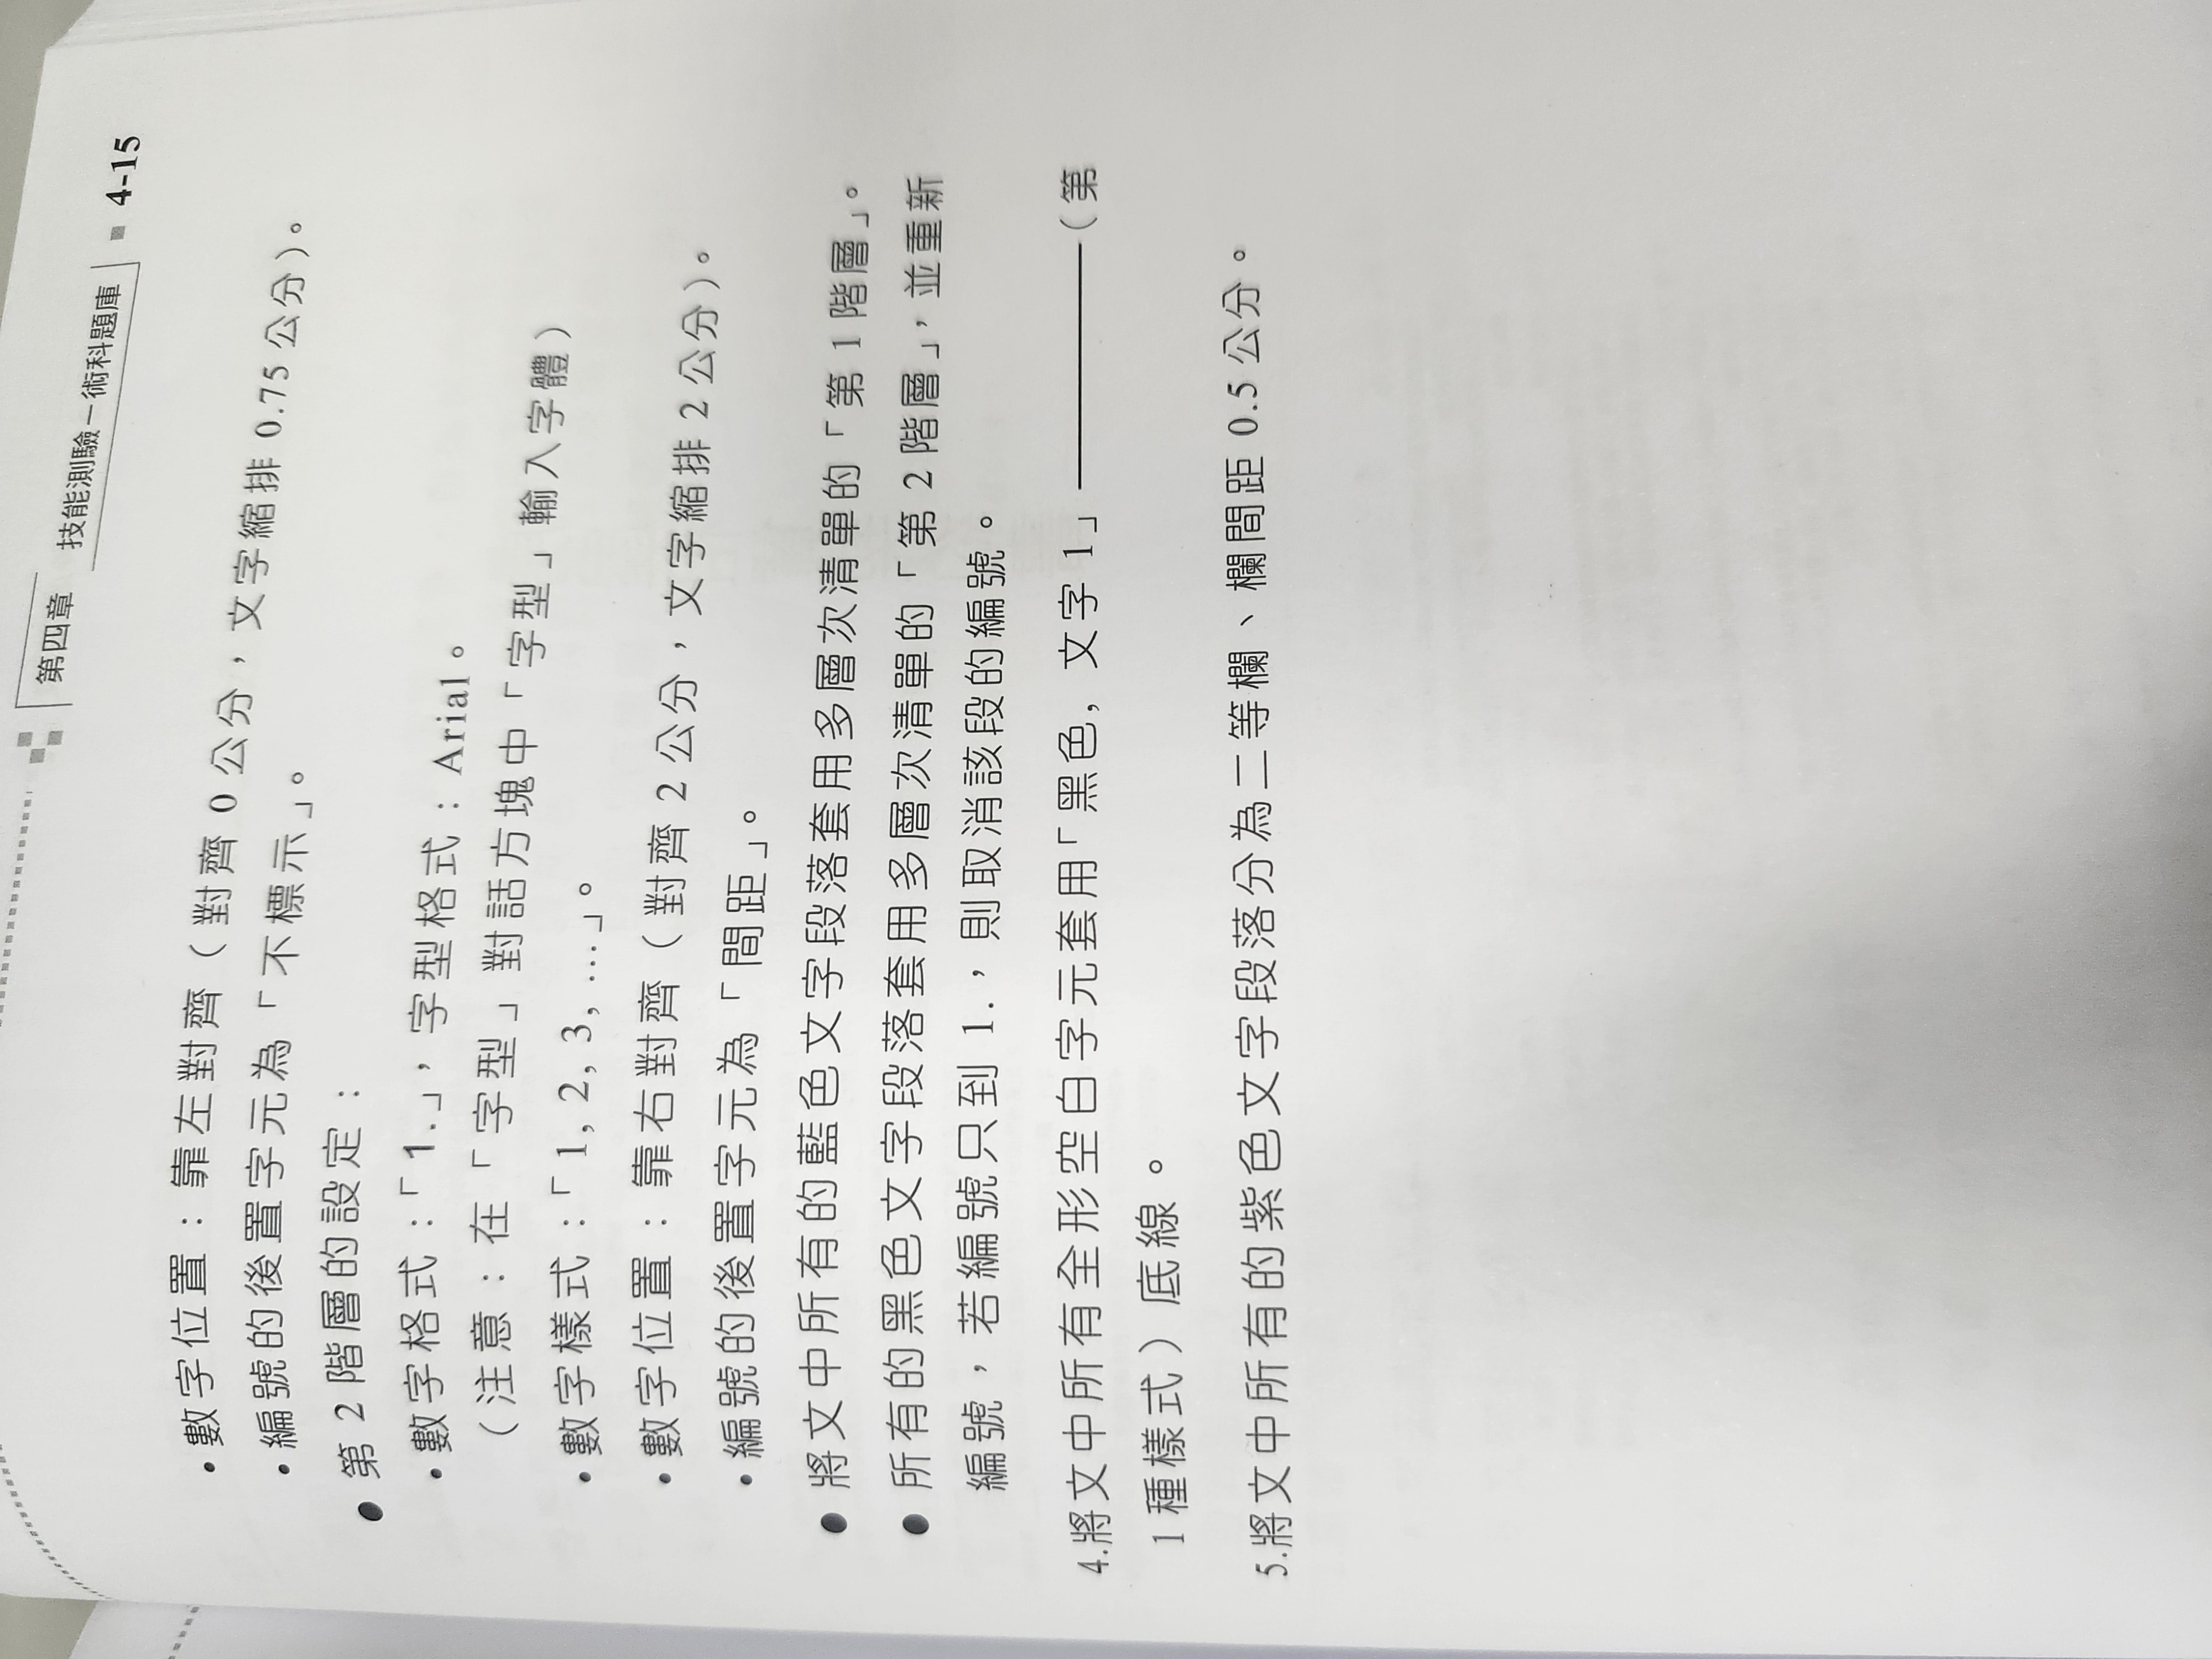 第四章 技能測驗－術科題庫 ▪ 4-15
•數字位置：靠左對齊（對齊 0 公分，文字縮排 0.75 公分）。
•編號的後置字元為「不標示」。
● 第 2 階層的設定：
•數字格式：「1.」，字型格式：Arial。
（注意：在「字型」對話方塊中「字型」輸入字體）
•數字樣式：「1, 2, 3, …」。
•數字位置：靠右對齊（對齊 2 公分，文字縮排 2 公分）。
•編號的後置字元為「間距」。
● 將文中所有的藍色文字段落套用多層次清單的「第 1 階層」。
● 所有的黑色文字段落套用多層次清單的「第 2 階層」，並重新
編號，若編號只到 1.，則取消該段的編號。
4.將文中所有全形空白字元套用「黑色, 文字 1」————（第
1 種樣式）底線。
5.將文中所有的紫色文字段落分為二等欄、欄間距 0.5 公分。